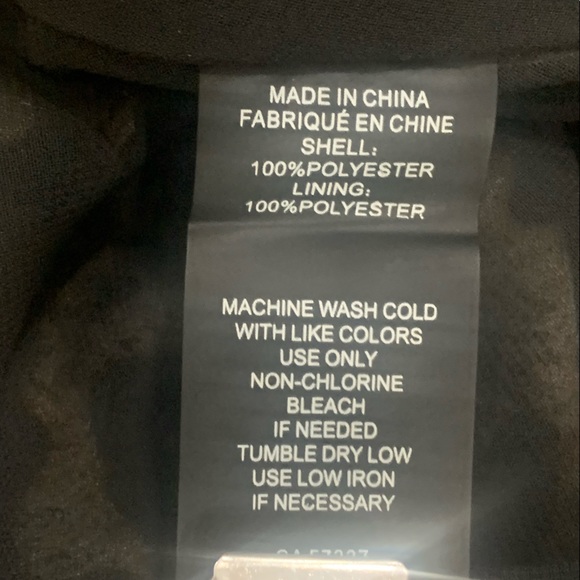 MADE IN CHINA
FABRIQUÉ EN CHINE
SHELL:
100%POLYESTER
LINING:
100%POLYESTER
MACHINE WASH COLD
WITH LIKE COLORS
USE ONLY
NON-CHLORINE
BLEACH
IF NEEDED
TUMBLE DRY LOW
USE LOW IRON
IF NECESSARY